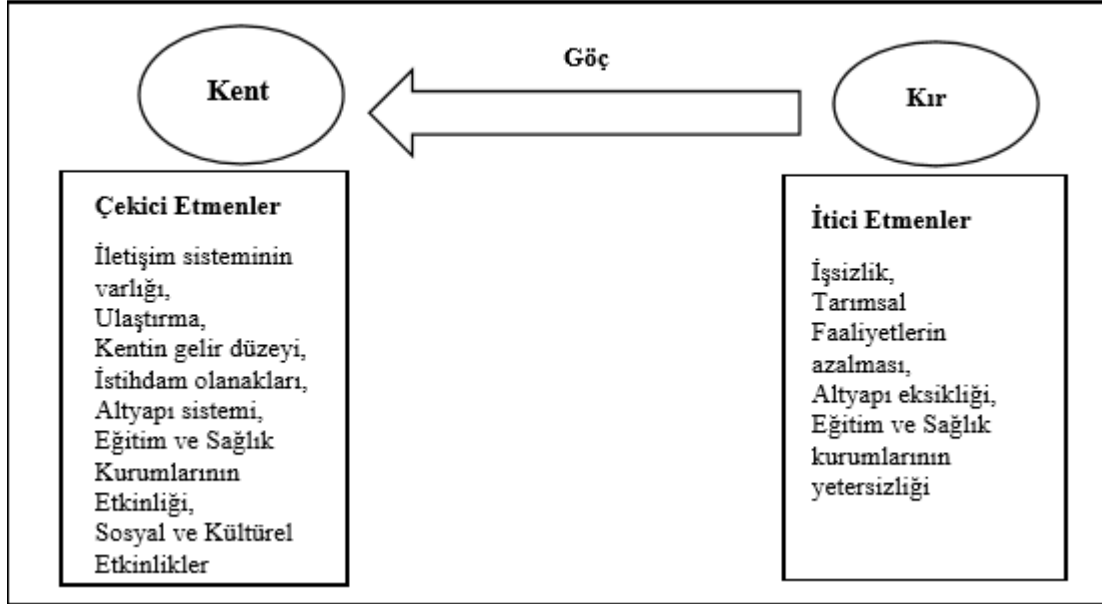 Göç
Kent
Kır
Çekici Etmenler
İletişim sisteminin
varlığı,
Ulaştırma,
Kentin gelir düzeyi,
İstihdam olanakları,
Altyapı sistemi,
Eğitim ve Sağlık
Kurumlarının
Etkinliği,
Sosyal ve Kültürel
Etkinlikler
İtici Etmenler
İşsizlik,
Tarımsal
Faaliyetlerin
azalması,
Altyapı eksikliği,
Eğitim ve Sağlık
kurumlarının
yetersizliği